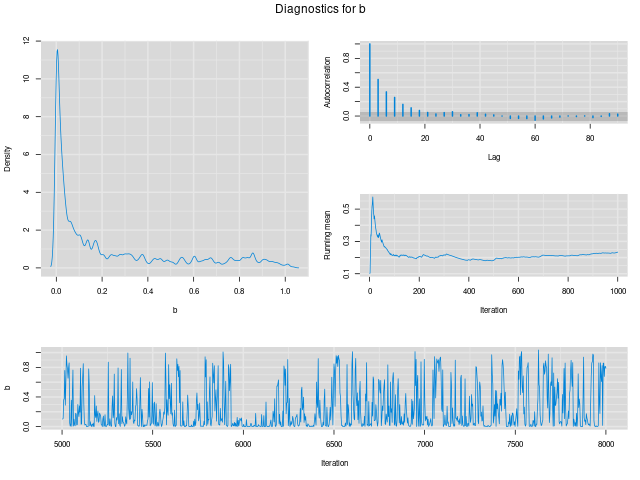 Diagnostics for b
Density
0 2 4 6 8 10 12
0.0 0.2 0.4 0.6 0.8 1.0
b
Autocorrelation
0.0 0.4 0.8
0 20 40 60 80
Lag
Running mean
0.1 0.3 0.5
0 200 400 600 800 1000
Iteration
b
0.0 0.4 0.8
5000 5500 6000 6500 7000 7500 8000
Iteration